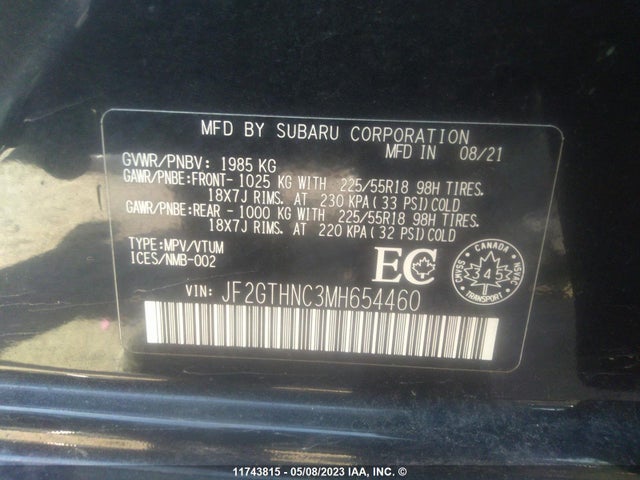 MFD BY SUBARU CORPORATION
MFD IN 08/21
GVWR/PNBV: 1985 KG
GAWR/PNBE:FRONT- 1025 KG WITH 225/55R18 98H TIRES.
18X7J RIMS. AT 230 KPA(33 PSI)COLD
GAWR/PNBE:REAR - 1000 KG WITH 225/55R18 98H TIRES.
18X7J RIMS. AT 220 KPA(32 PSI)COLD
TYPE:MPV/VTUM
ICES/NMB-002
EC
CANADA
SVMAC
345
NSVAC
TRANSPORT
VIN: JF2GTHNC3MH654460
11743815 - 05/08/2023 IAA, INC. ©